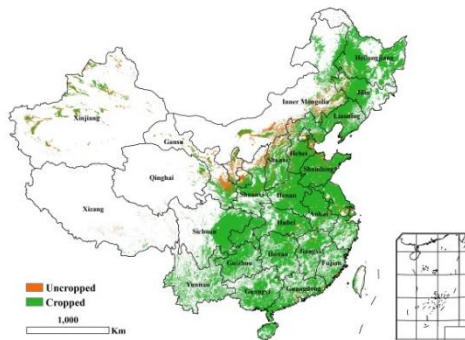 Heilongjiang
Jilin
Liaoning
Inner Mongolia
Xinjiang
Gansu
Hebei
Shanxi
Shandong
Qinghai
Shaanxi
Henan
Xizang
Anhui
Hubei
Sichuan
Hunan
Jiangxi
Guizhou
Fujian
Yunnan
Guangxi
Guangdong
Uncropped
Cropped
1,000
Km